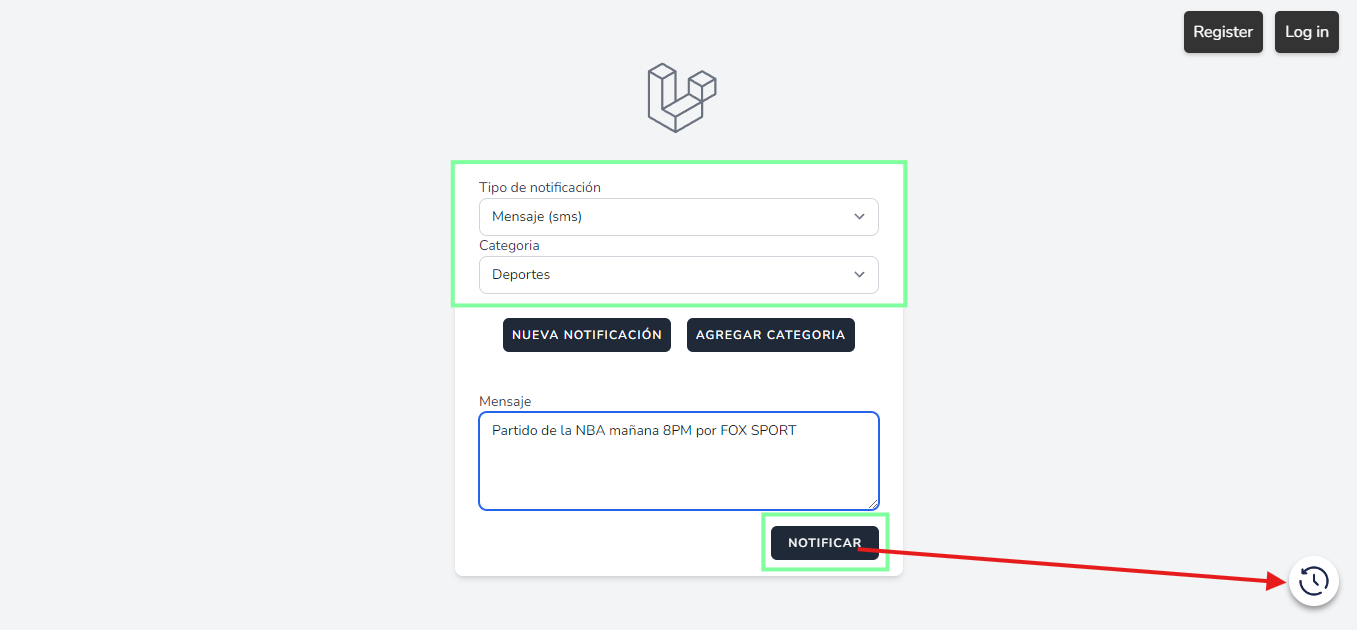 Register Log in
Tipo de notificación
Mensaje (sms)
Categoria
Deportes
NUEVA NOTIFICACIÓN AGREGAR CATEGORIA
Mensaje
Partido de la NBA mañana 8PM por FOX SPORT
NOTIFICAR